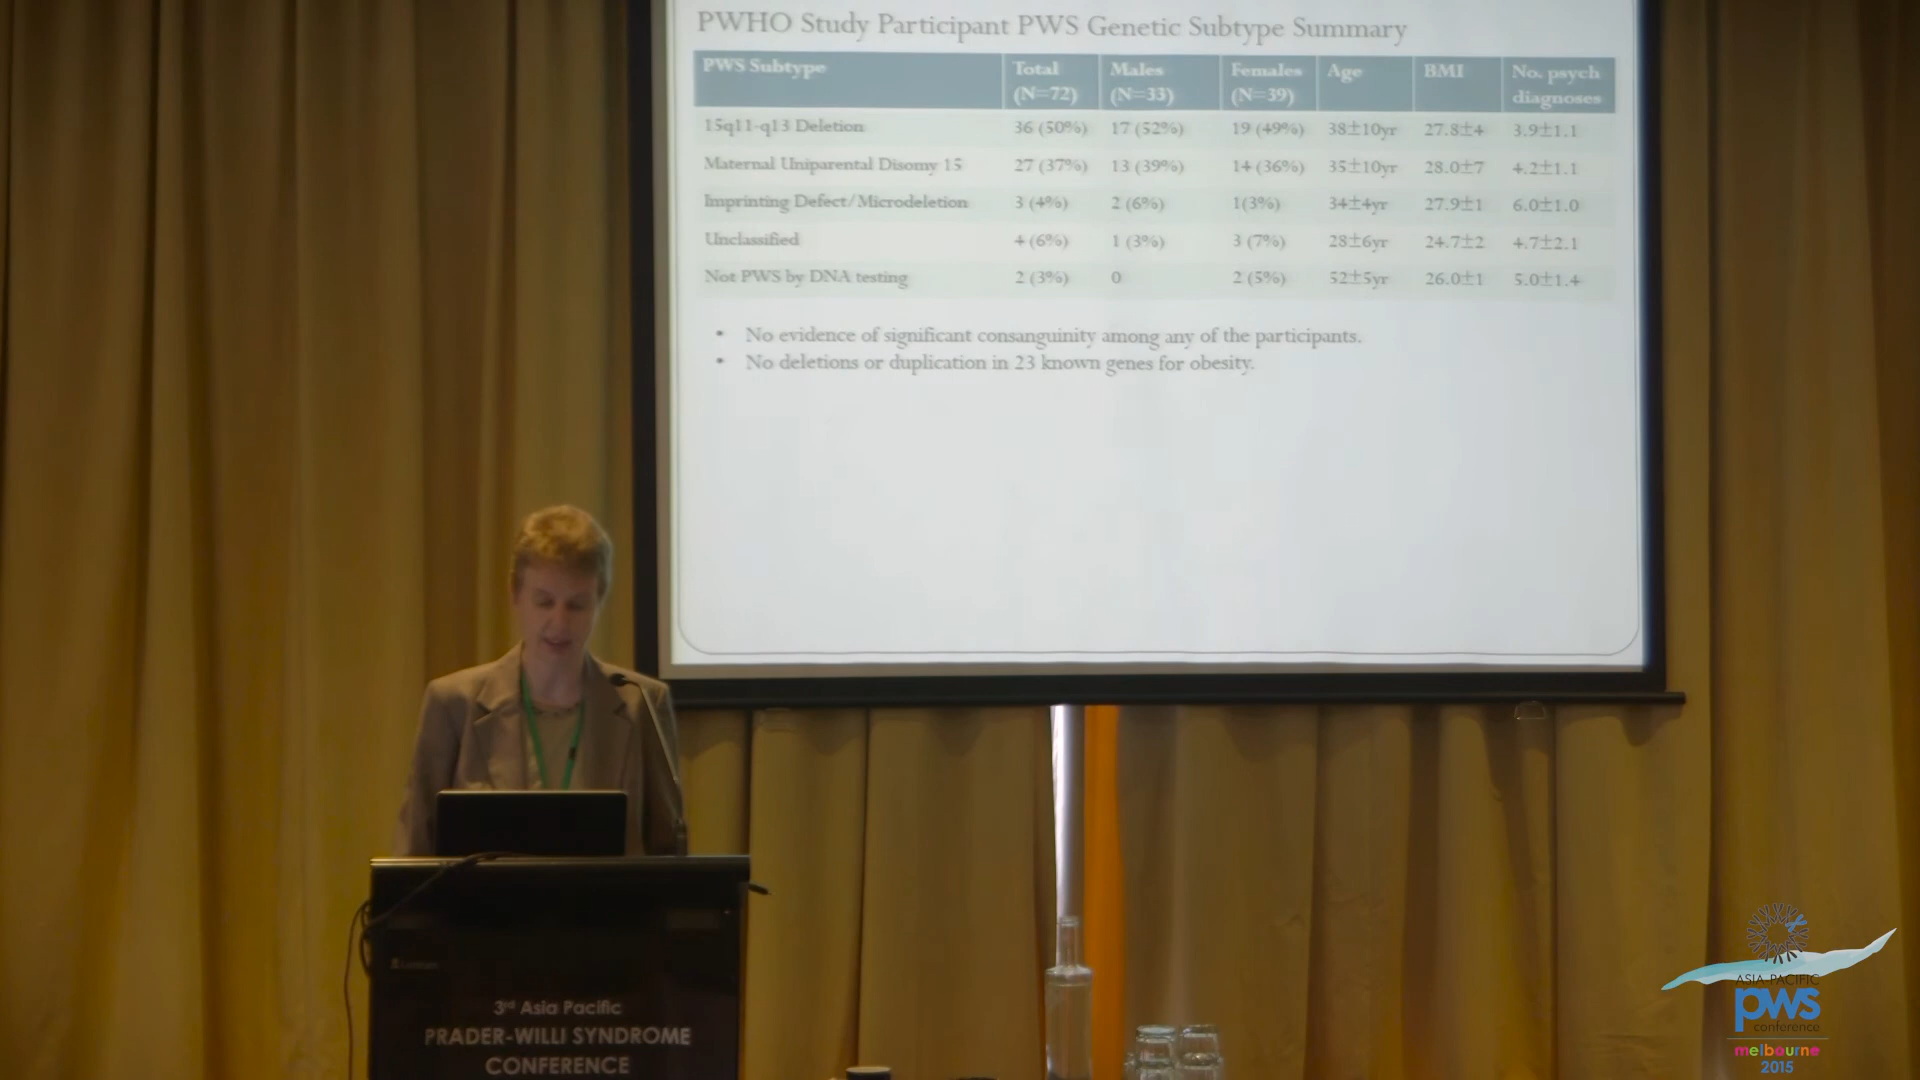 PWHO Study Participant PWS Genetic Subtype Summary
PWS Subtype Total (N=72) Males (N=33) Females (N=39) Age BMI No. psych diagnoses
15q11-q13 Deletion 36 (50%) 17 (52%) 19 (49%) 38±10yr 27.8±4 3.9±1.1
Maternal Uniparental Disomy 15 27 (37%) 13 (39%) 14 (36%) 35±10yr 28.0±7 4.2±1.1
Imprinting Defect/Microdeletion 3 (4%) 2 (6%) 1(3%) 34±4yr 27.9±1 6.0±1.0
Unclassified 4 (6%) 1 (3%) 3 (7%) 28±6yr 24.7±2 4.7±2.1
Not PWS by DNA testing 2 (3%) 0 2 (5%) 52±5yr 26.0±1 5.0±1.4
• No evidence of significant consanguinity among any of the participants.
• No deletions or duplication in 23 known genes for obesity.
3rd Asia Pacific
PRADER-WILLI SYNDROME
CONFERENCE
ASIA-PACIFIC
pws
conference
melbourne
2015